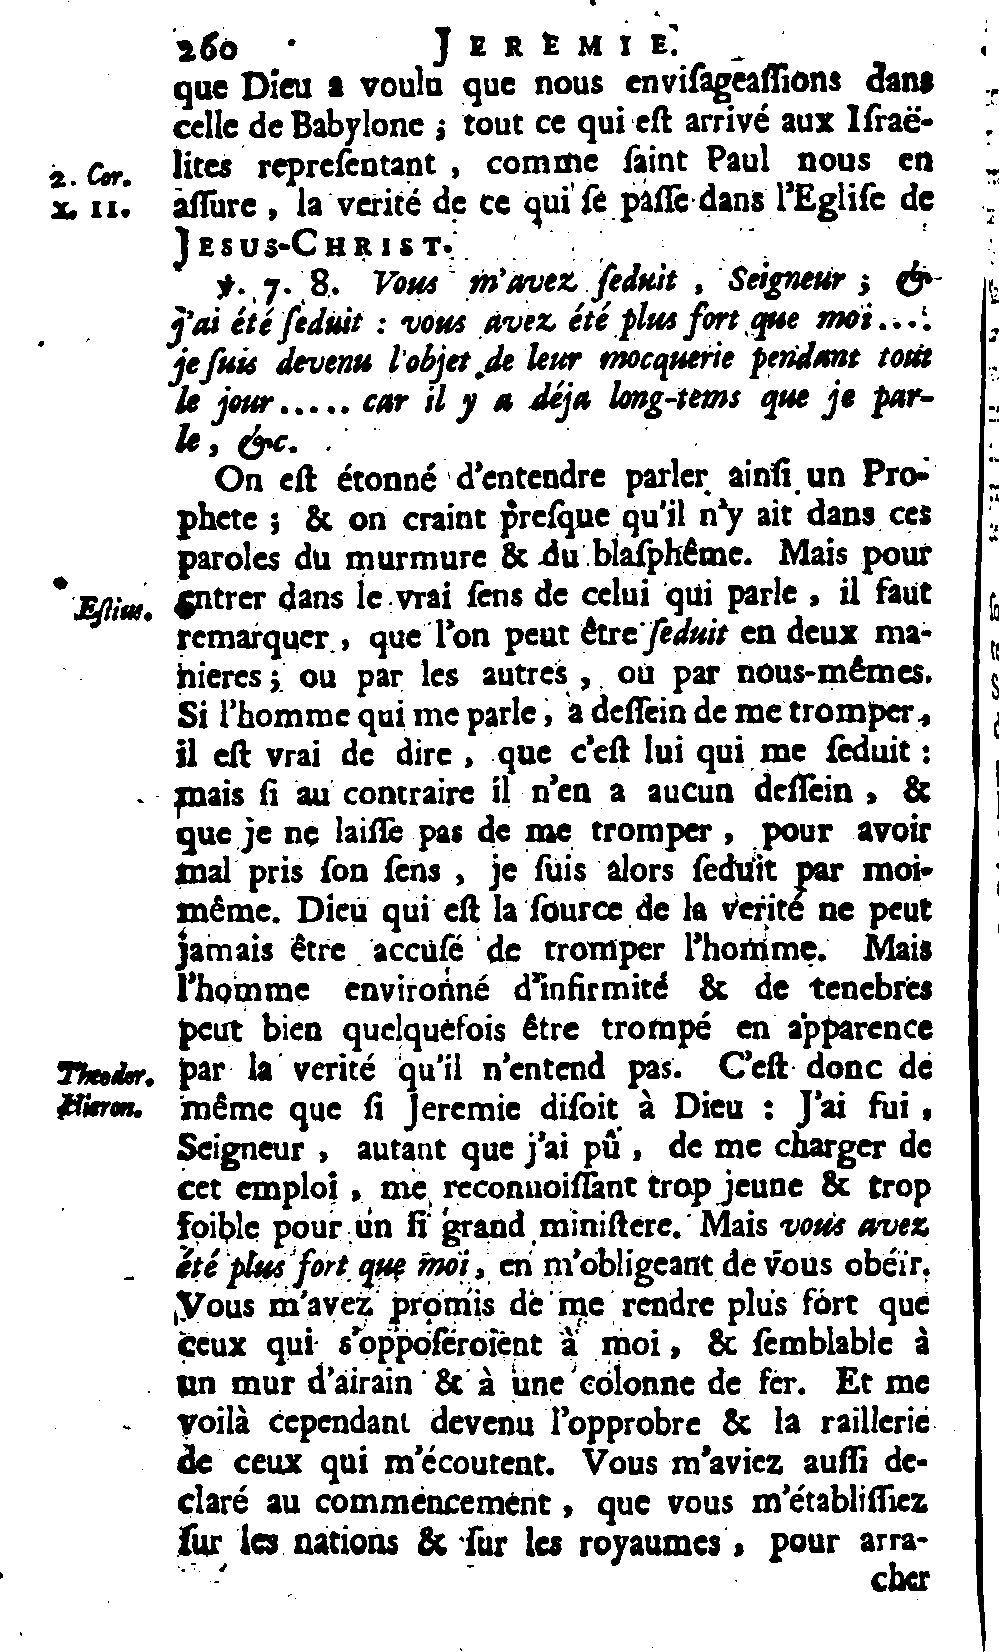 260 JEREMIE.
que Dieu a voulu que nous envisageaſſions dans
celle de Babylone ; tout ce qui eſt arrivé aux Iſraë-
lites repreſentant , comme ſaint Paul nous en
2. Cor.
x. 11.
aſſure , la verité de ce qui ſe paſſe dans l'Egliſe de
JESUS-CHRIST.
℣. 7. 8. Vous m'avez ſeduit , Seigneur ; &
j'ai été ſeduit : vous avez été plus fort que moi....
je ſuis devenu l'objet de leur mocquerie pendant tout
le jour..... car il y a déja long-tems que je par-
le , &c.
On eſt étonné d'entendre parler ainſi un Pro-
phete ; & on craint preſque qu'il n'y ait dans ces
paroles du murmure & du blaſphême. Mais pour
Eſtius.
entrer dans le vrai ſens de celui qui parle , il faut
remarquer , que l'on peut être ſeduit en deux ma-
nieres ; ou par les autres , ou par nous-mêmes.
Si l'homme qui me parle , a deſſein de me tromper ,
il eſt vrai de dire , que c'eſt lui qui me ſeduit :
mais ſi au contraire il n'en a aucun deſſein , &
que je ne laiſſe pas de me tromper , pour avoir
mal pris ſon ſens , je ſuis alors ſeduit par moi-
même. Dieu qui eſt la ſource de la verité ne peut
jamais être accuſé de tromper l'homme. Mais
l'homme environné d'infirmité & de tenebres
peut bien quelquefois être trompé en apparence
Theodor.
Hieron.
par la verité qu'il n'entend pas. C'eſt donc de
même que ſi Jeremie diſoit à Dieu : J'ai fui ,
Seigneur , autant que j'ai pû , de me charger de
cet emploi , me reconnoiſſant trop jeune & trop
foible pour un ſi grand miniſtere. Mais vous avez
été plus fort que moi , en m'obligeant de vous obéir.
Vous m'avez promis de me rendre plus fort que
ceux qui s'oppoſeroient à moi , & ſemblable à
un mur d'airain & à une colonne de fer. Et me
voilà cependant devenu l'opprobre & la raillerie
de ceux qui m'écoutent. Vous m'aviez auſſi de-
claré au commencement , que vous m'établiſſiez
ſur les nations & ſur les royaumes , pour arra-
cher